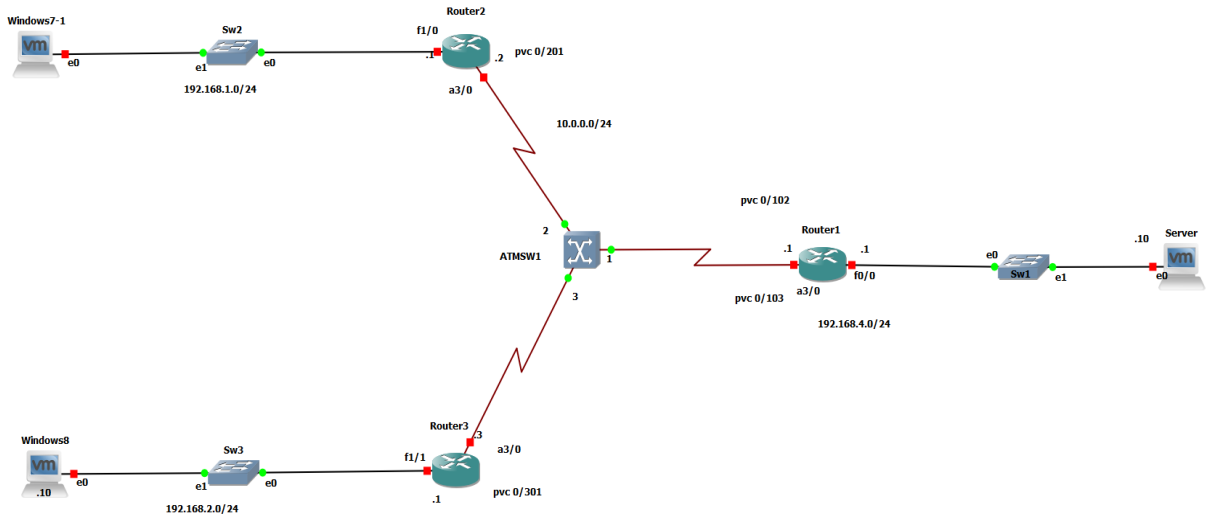 Router2
Windows7-1
Sw2
f1/0
pvc 0/201
vm
.1
.2
e0
e1
e0
192.168.1.0/24
a3/0
10.0.0.0/24
pvc 0/102
2
Router1
Server
.10
ATMSW1
1
.1
.1
e0
vm
f0/0
Sw1
e1
e0
3
pvc 0/103
a3/0
192.168.4.0/24
Router3
.3
Windows8
Sw3
a3/0
f1/1
vm
e0
e1
e0
.10
.1
pvc 0/301
192.168.2.0/24